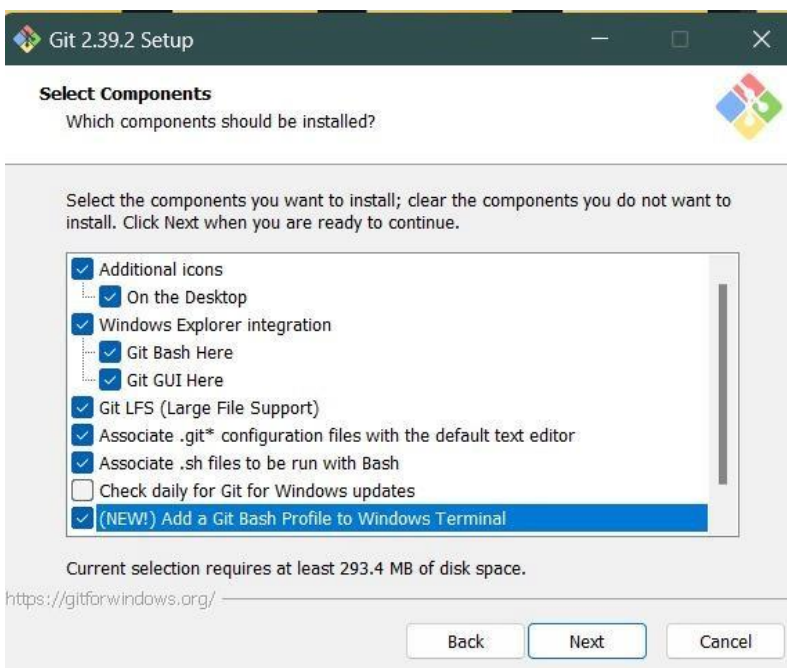 Git 2.39.2 Setup
Select Components
Which components should be installed?
Select the components you want to install; clear the components you do not want to
install. Click Next when you are ready to continue.
Additional icons
On the Desktop
Windows Explorer integration
Git Bash Here
Git GUI Here
Git LFS (Large File Support)
Associate .git* configuration files with the default text editor
Associate .sh files to be run with Bash
Check daily for Git for Windows updates
(NEW!) Add a Git Bash Profile to Windows Terminal
Current selection requires at least 293.4 MB of disk space.
https://gitforwindows.org/
Back Next Cancel